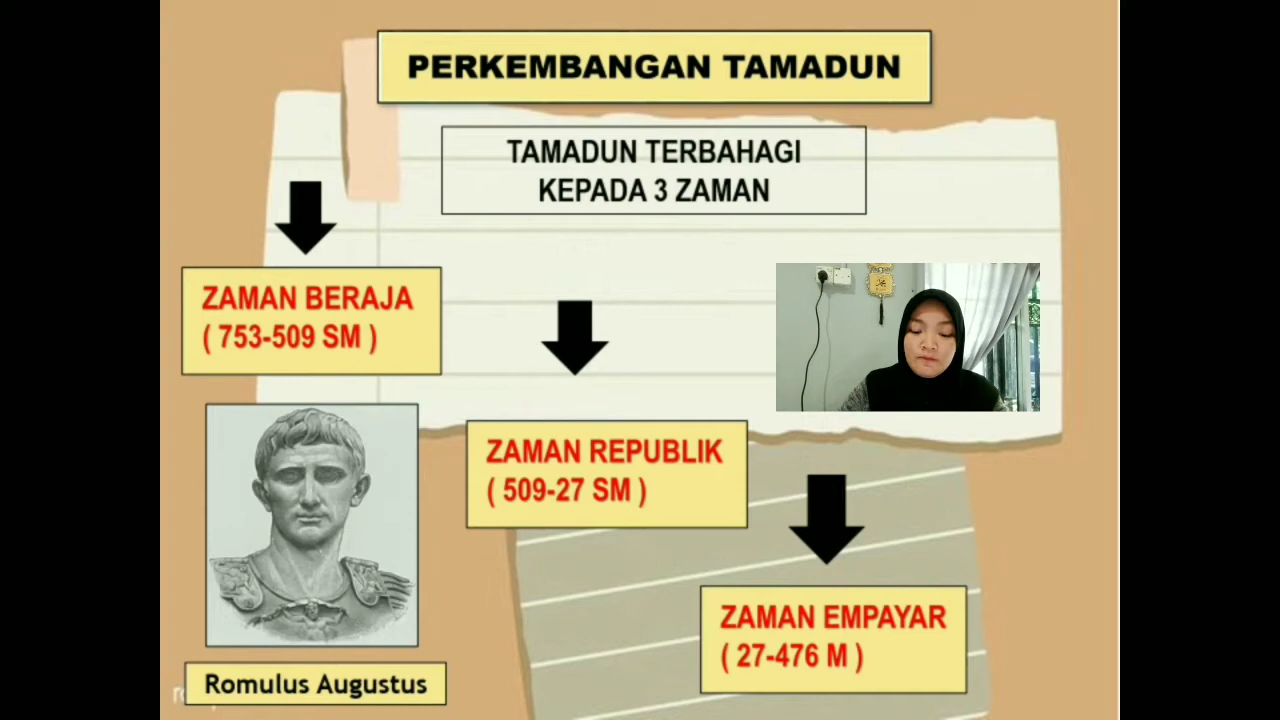 PERKEMBANGAN TAMADUN
TAMADUN TERBAHAGI
KEPADA 3 ZAMAN
ZAMAN BERAJA
( 753-509 SM )
ZAMAN REPUBLIK
( 509-27 SM )
ZAMAN EMPAYAR
( 27-476 M )
Romulus Augustus